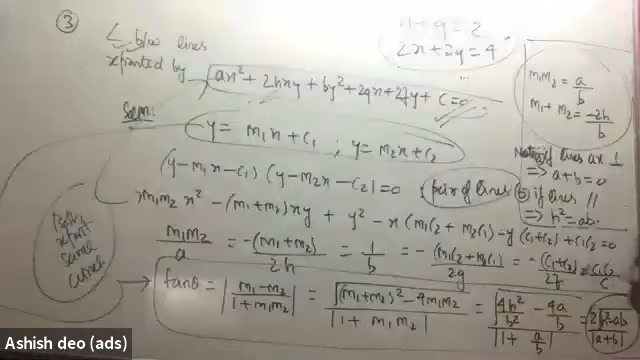 ③
∠ b/w lines
x+y = 2
2x + 2y = 4.
represented by ax² + 2hxy + by² + 2gx + 2fy + c = 0
m₁m₂ = a/b
m₁ + m₂ = -2h/b
y = m₁x + c₁ ; y = m₂x + c₂
if lines are ⊥
⇒ a+b = 0
(y - m₁x - c₁) (y - m₂x - c₂) = 0 pair of lines
if lines //
⇒ h² = ab
m₁m₂x² - (m₁+m₂)xy + y² - x(m₁c₂ + m₂c₁) - y(c₁+c₂) + c₁c₂ = 0
Both
same
m₁m₂/a = -(m₁+m₂)/2h = 1/b = -(m₁c₂+m₂c₁)/2g = -(c₁+c₂)/2f = c₁c₂/c
tanθ = |(m₁-m₂)/(1+m₁m₂)| = √((m₁+m₂)² - 4m₁m₂)/|1 + m₁m₂| = √(4h²/b² - 4a/b)/|1 + a/b| = 2√(h²-ab)/|a+b|
Ashish deo (ads)